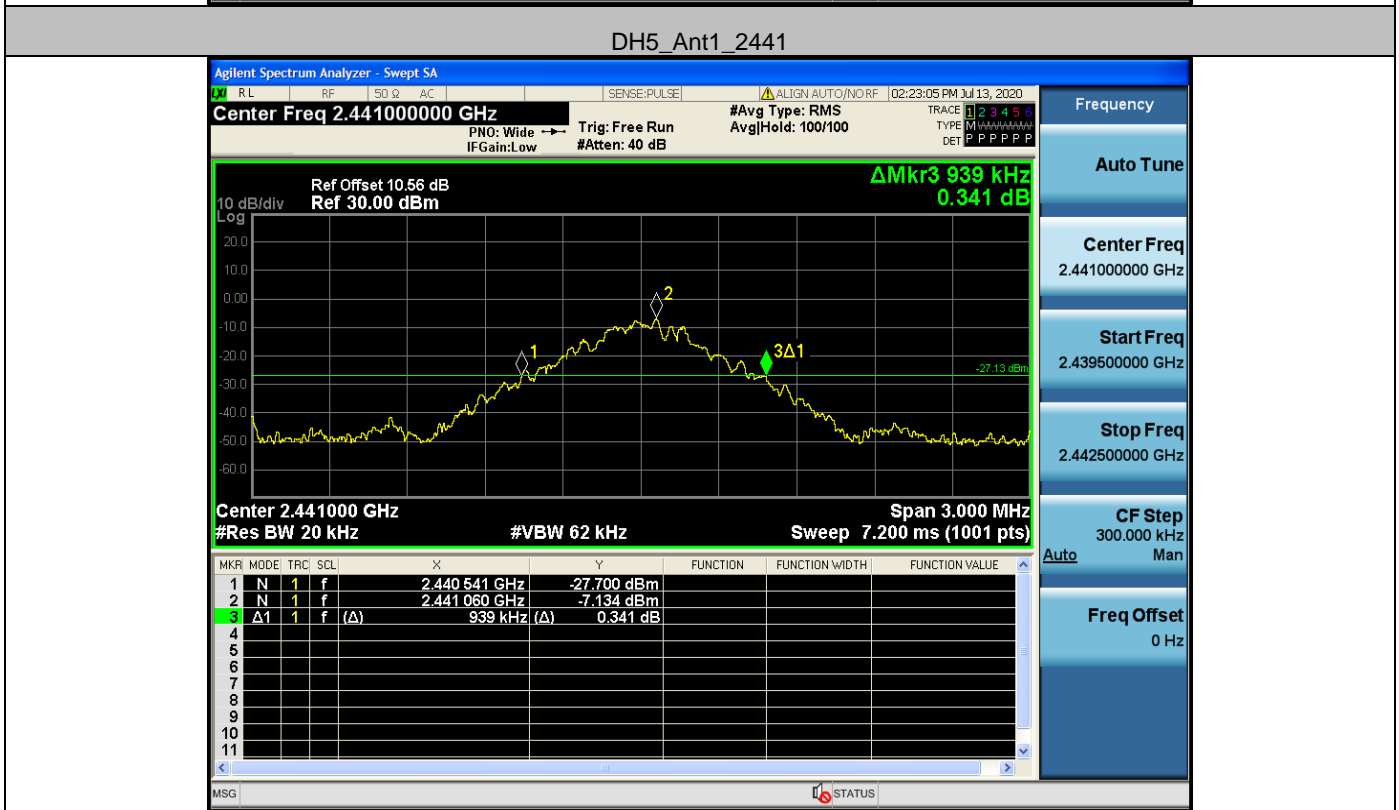 DH5_Ant1_2441
Agilent Spectrum Analyzer - Swept SA
LXI RL RF 50 Ω AC SENSE:PULSE ALIGN AUTO/NO RF 02:23:05 PM Jul 13, 2020
Center Freq 2.441000000 GHz
PNO: Wide
IFGain:Low
Trig: Free Run
#Atten: 40 dB
#Avg Type: RMS
Avg|Hold: 100/100
TRACE 1 2 3 4 5 6
TYPE M
DET P P P P P P
ΔMkr3 939 kHz
0.341 dB
Ref Offset 10.56 dB
Ref 30.00 dBm
10 dB/div
Log
20.0
10.0
0.00
-10.0
-20.0
-30.0
-40.0
-50.0
-60.0
1
2
3Δ1
-27.13 dBm
Center 2.441000 GHz
Span 3.000 MHz
#Res BW 20 kHz
#VBW 62 kHz
Sweep 7.200 ms (1001 pts)
MKR MODE TRC SCL X Y FUNCTION FUNCTION WIDTH FUNCTION VALUE
1 N 1 f 2.440 541 GHz -27.700 dBm
2 N 1 f 2.441 060 GHz -7.134 dBm
3 Δ1 1 f (Δ) 939 kHz (Δ) 0.341 dB
4
5
6
7
8
9
10
11
MSG
STATUS
Frequency
Auto Tune
Center Freq
2.441000000 GHz
Start Freq
2.439500000 GHz
Stop Freq
2.442500000 GHz
CF Step
300.000 kHz
Auto Man
Freq Offset
0 Hz